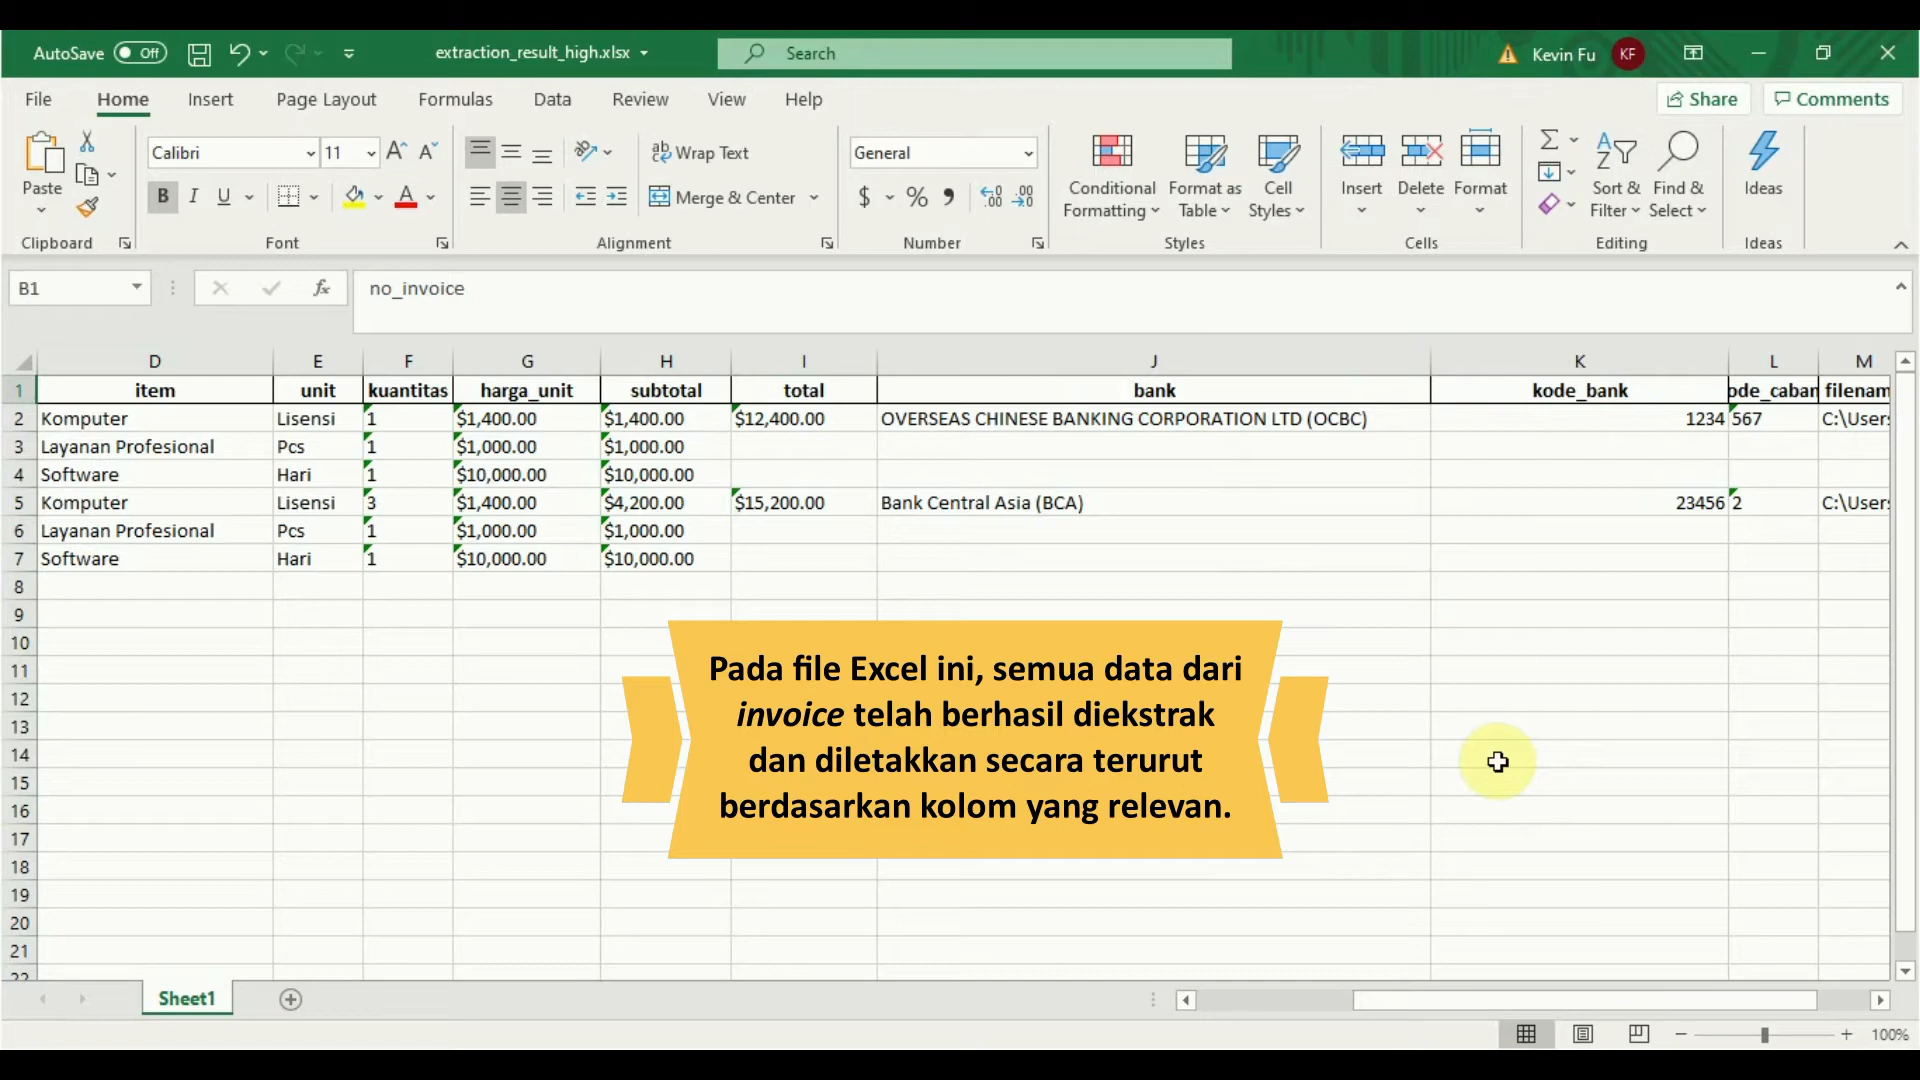 AutoSave Off extraction_result_high.xlsx Search Kevin Fu KF
File Home Insert Page Layout Formulas Data Review View Help Share Comments
Calibri 11 Wrap Text General
Paste B I U Merge & Center $ % Conditional Formatting Format as Table Cell Styles Insert Delete Format Sort & Filter Find & Select Ideas
Clipboard Font Alignment Number Styles Cells Editing Ideas
B1 fx no_invoice
D E F G H I J K L M
1 item unit kuantitas harga_unit subtotal total bank kode_bank ode_caban filenam
2 Komputer Lisensi 1 $1,400.00 $1,400.00 $12,400.00 OVERSEAS CHINESE BANKING CORPORATION LTD (OCBC) 1234 567 C:\User
3 Layanan Profesional Pcs 1 $1,000.00 $1,000.00
4 Software Hari 1 $10,000.00 $10,000.00
5 Komputer Lisensi 3 $1,400.00 $4,200.00 $15,200.00 Bank Central Asia (BCA) 23456 2 C:\User
6 Layanan Profesional Pcs 1 $1,000.00 $1,000.00
7 Software Hari 1 $10,000.00 $10,000.00
8
9
10
11
12
13
14
15
16
17
18
19
20
21
22
Pada file Excel ini, semua data dari
invoice telah berhasil diekstrak
dan diletakkan secara terurut
berdasarkan kolom yang relevan.
Sheet1
100%